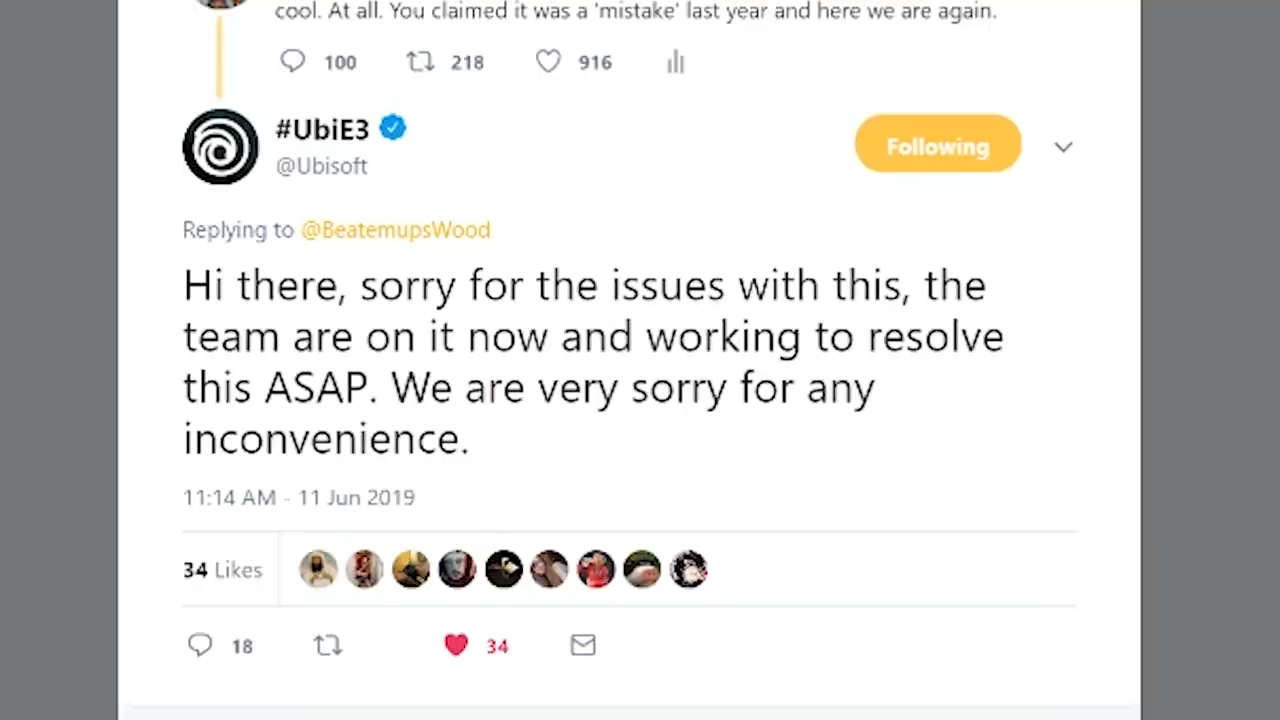 cool. At all. You claimed it was a 'mistake' last year and here we are again.
100 218 916
#UbiE3
@Ubisoft
Following
Replying to @BeatemupsWood
Hi there, sorry for the issues with this, the
team are on it now and working to resolve
this ASAP. We are very sorry for any
inconvenience.
11:14 AM - 11 Jun 2019
34 Likes
18 34